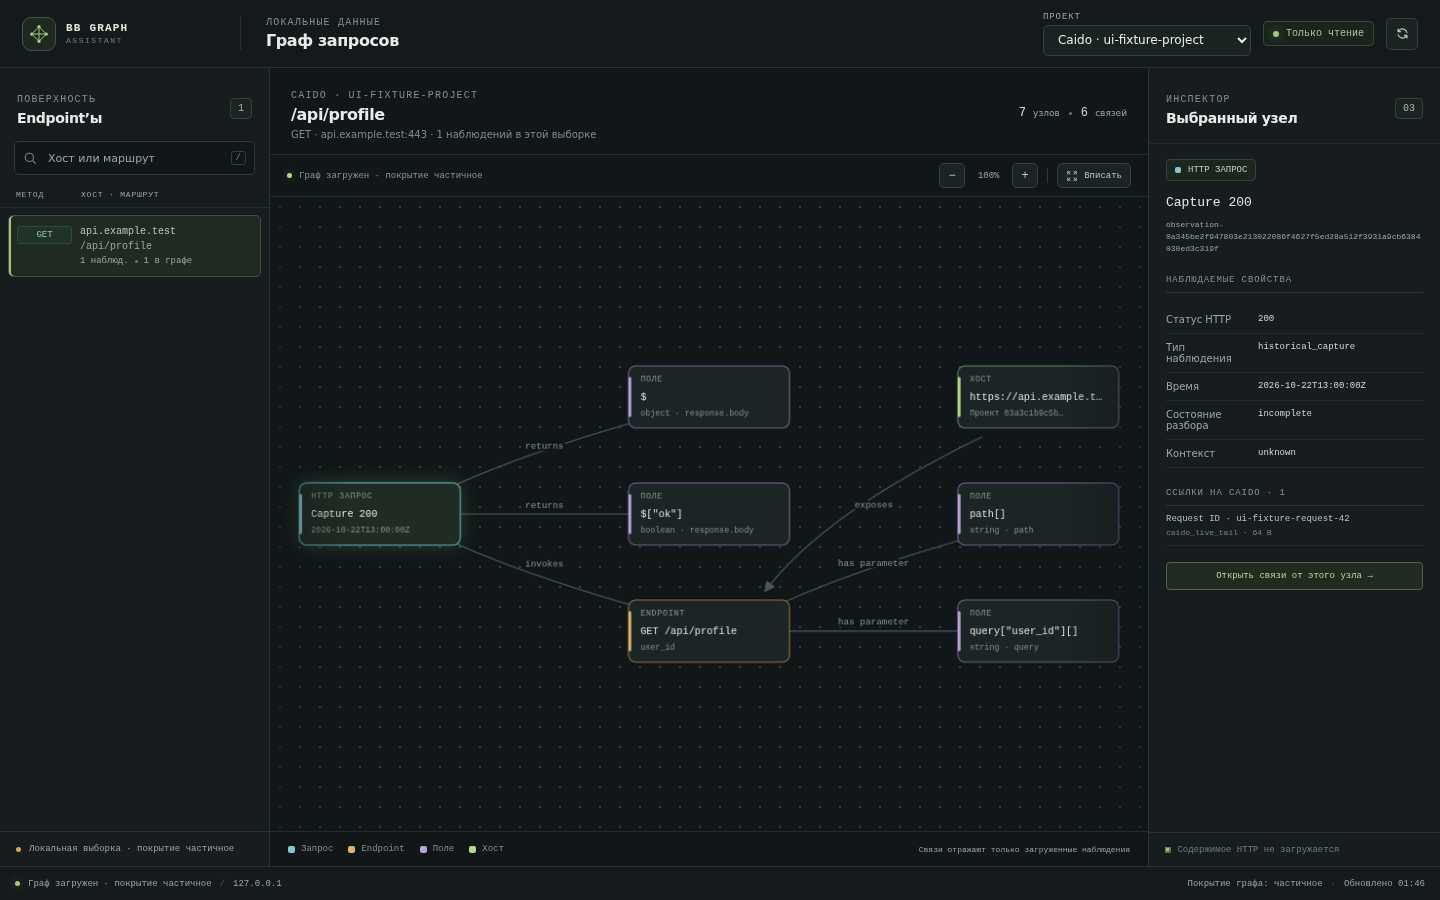 BB GRAPH
ASSISTANT
ЛОКАЛЬНЫЕ ДАННЫЕ
Граф запросов
ПРОЕКТ
Caido · ui-fixture-project
Только чтение
ПОВЕРХНОСТЬ
Endpoint’ы
1
Хост или маршрут
/
МЕТОД
ХОСТ · МАРШРУТ
GET
api.example.test
/api/profile
1 наблюд. • 1 в графе
Локальная выборка · покрытие частичное
CAIDO · UI-FIXTURE-PROJECT
/api/profile
GET · api.example.test:443 · 1 наблюдений в этой выборке
7 узлов • 6 связей
Граф загружен · покрытие частичное
−
100%
+
Вписать
ПОЛЕ
$
object · response.body
ХОСТ
https://api.example.t…
Проект 03a3c1b9c5b…
returns
HTTP ЗАПРОС
Capture 200
2026-10-22T13:00:00Z
returns
ПОЛЕ
$["ok"]
boolean · response.body
exposes
ПОЛЕ
path[]
string · path
invokes
has parameter
ENDPOINT
GET /api/profile
user_id
has parameter
ПОЛЕ
query["user_id"][]
string · query
Запрос
Endpoint
Поле
Хост
Связи отражают только загруженные наблюдения
ИНСПЕКТОР
Выбранный узел
03
HTTP ЗАПРОС
Capture 200
observation-
0a345be2f947803e213022086f4627f5ed28a512f3931a9cb6384
030ed3c319f
НАБЛЮДАЕМЫЕ СВОЙСТВА
Статус HTTP
200
Тип
наблюдения
historical_capture
Время
2026-10-22T13:00:00Z
Состояние
разбора
incomplete
Контекст
unknown
ССЫЛКИ НА CAIDO · 1
Request ID · ui-fixture-request-42
caido_live_tail · 64 B
Открыть связи от этого узла →
Содержимое HTTP не загружается
Граф загружен · покрытие частичное / 127.0.0.1
Покрытие графа: частичное · Обновлено 01:46